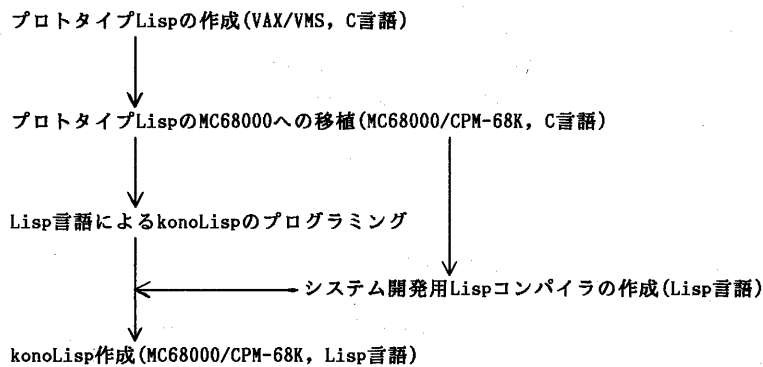 プロトタイプLispの作成(VAX/VMS, C言語)
プロトタイプLispのMC68000への移植(MC68000/CPM-68K, C言語)
Lisp言語によるkonoLispのプログラミング
システム開発用Lispコンパイラの作成(Lisp言語)
konoLisp作成(MC68000/CPM-68K, Lisp言語)